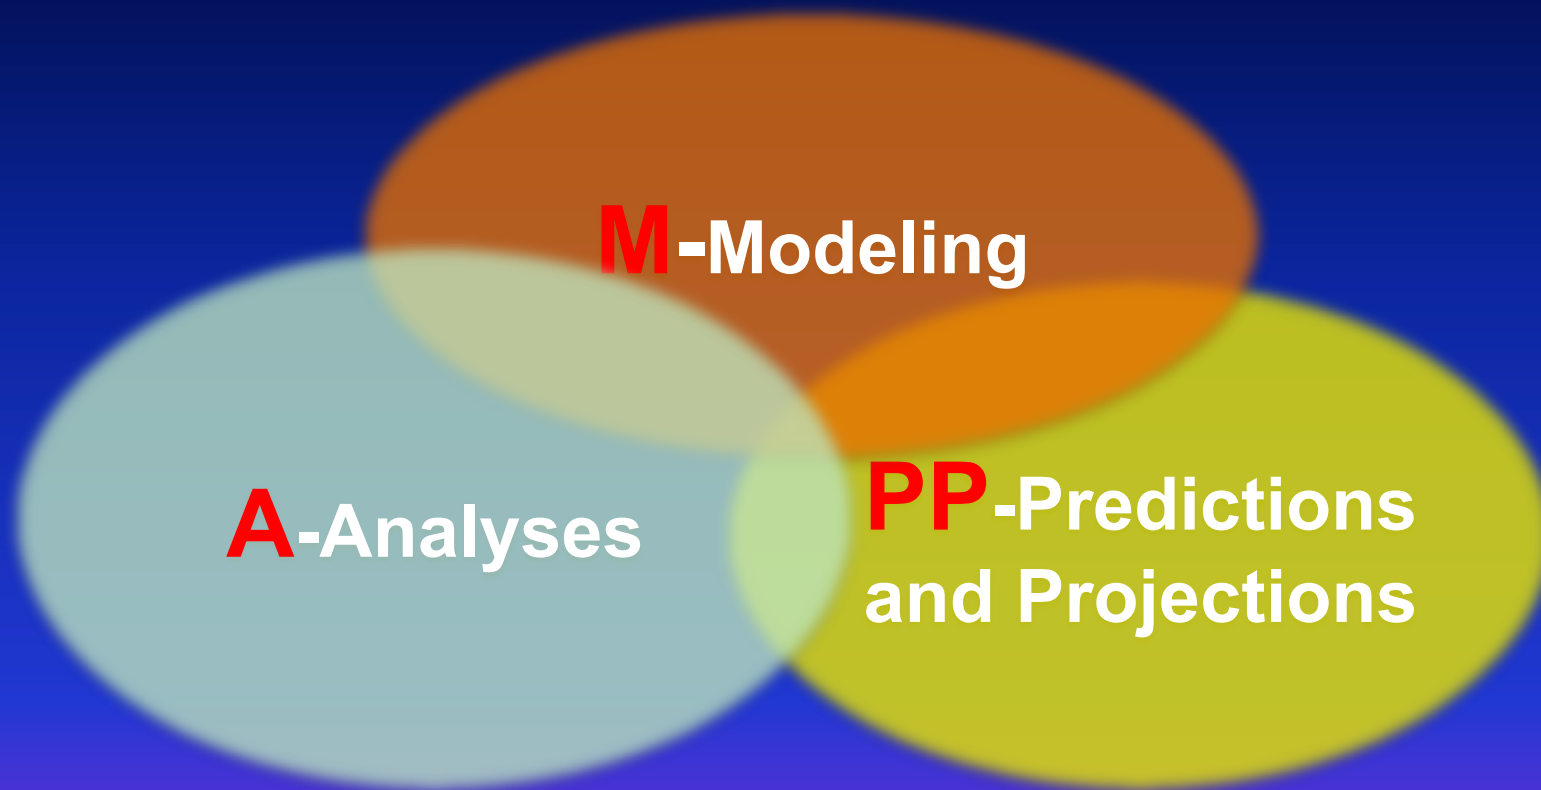 M-Modeling
A-Analyses
PP-Predictions
and Projections